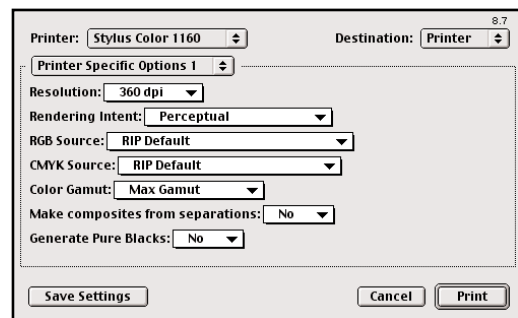 8.7
Printer: Stylus Color 1160 Destination: Printer
Printer Specific Options 1
Resolution: 360 dpi
Rendering Intent: Perceptual
RGB Source: RIP Default
CMYK Source: RIP Default
Color Gamut: Max Gamut
Make composites from separations: No
Generate Pure Blacks: No
Save Settings Cancel Print